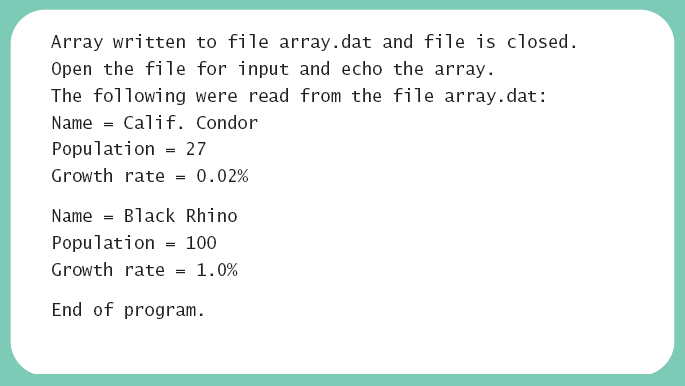 Array written to file array.dat and file is closed.
Open the file for input and echo the array.
The following were read from the file array.dat:
Name = Calif. Condor
Population = 27
Growth rate = 0.02%
Name = Black Rhino
Population = 100
Growth rate = 1.0%
End of program.